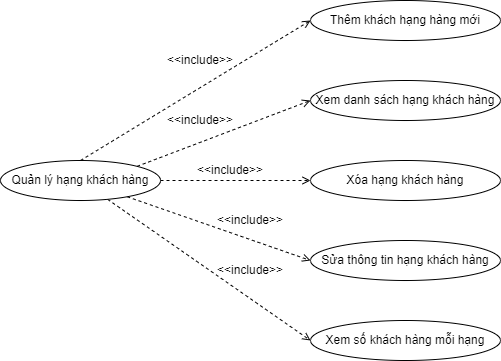 Thêm khách hạng hàng mới
<<include>>
Xem danh sách hạng khách hàng
<<include>>
Quản lý hạng khách hàng
<<include>>
Xóa hạng khách hàng
<<include>>
Sửa thông tin hạng khách hàng
<<include>>
Xem số khách hàng mỗi hạng